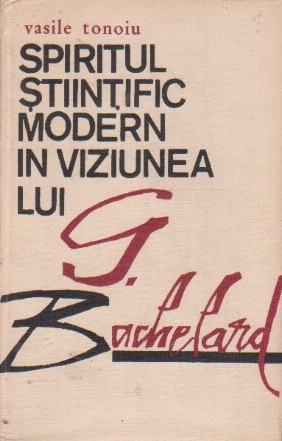 vasile tonoiu
SPIRITUL
ȘTIINȚIFIC
MODERN
IN VIZIUNEA
LUI
G.
Bachelard